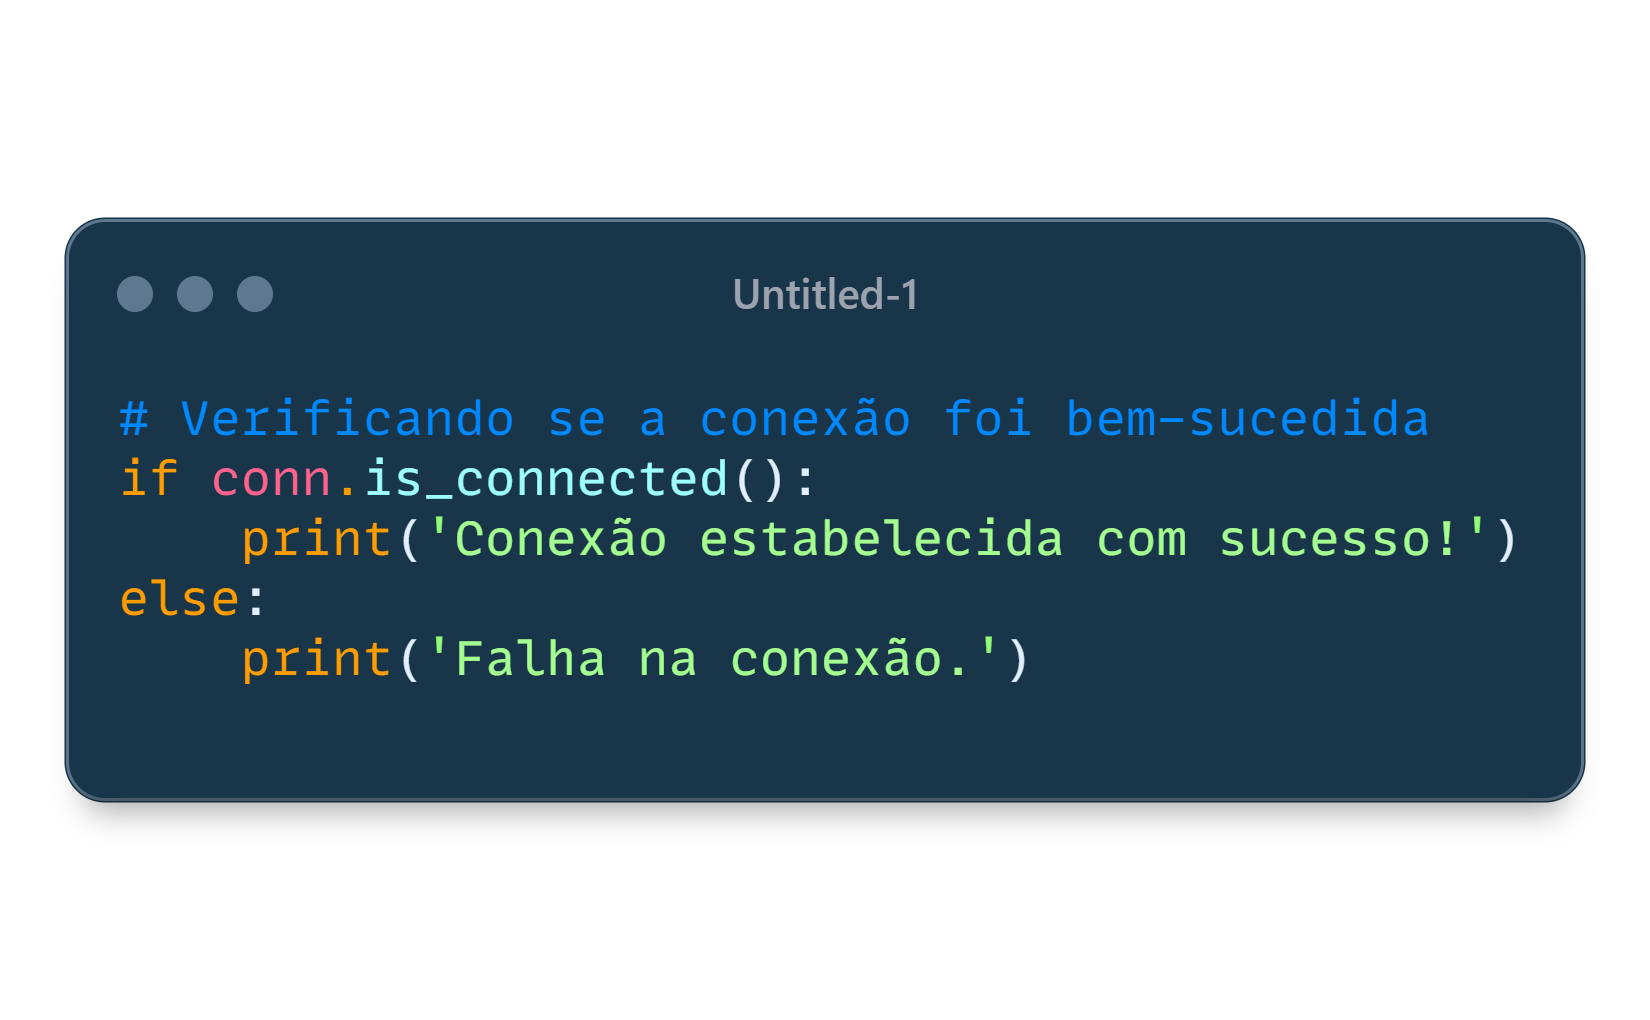 Untitled-1
# Verificando se a conexão foi bem-sucedida
if conn.is_connected():
    print('Conexão estabelecida com sucesso!')
else:
    print('Falha na conexão.')